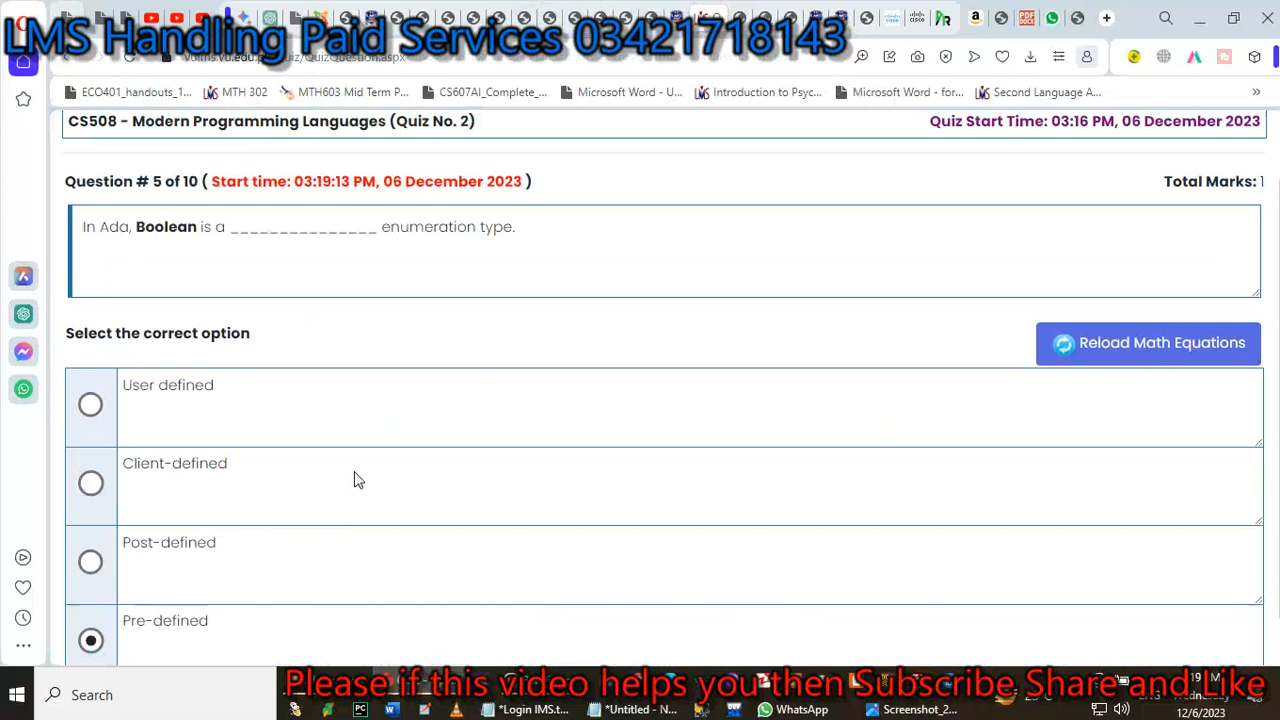 LMS Handling Paid Services 03421718143
ECO401_handouts_1...
MTH 302
MTH603 Mid Term P...
CS607AI_Complete_...
Microsoft Word - U...
Introduction to Psyc...
Microsoft Word - for...
Second Language A...
CS508 - Modern Programming Languages (Quiz No. 2)
Quiz Start Time: 03:16 PM, 06 December 2023
Question # 5 of 10 ( Start time: 03:19:13 PM, 06 December 2023 )
Total Marks: 1
In Ada, Boolean is a _______________ enumeration type.
Select the correct option
Reload Math Equations
User defined
Client-defined
Post-defined
Pre-defined
Please if this video helps you then Subscribe Share and Like
Search
*Login IMS.t...
*Untitled - N...
WhatsApp
Screenshot_2...
12/6/2023